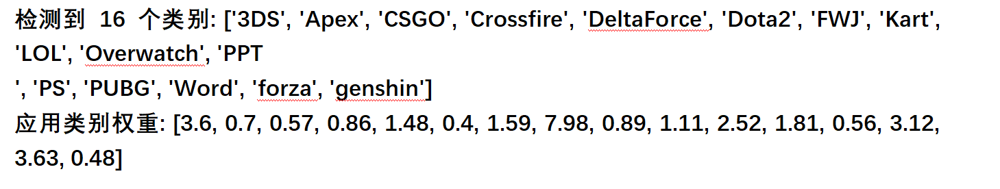 检测到 16 个类别: ['3DS', 'Apex', 'CSGO', 'Crossfire', 'DeltaForce', 'Dota2', 'FWJ', 'Kart',
'LOL', 'Overwatch', 'PPT
', 'PS', 'PUBG', 'Word', 'forza', 'genshin']
应用类别权重: [3.6, 0.7, 0.57, 0.86, 1.48, 0.4, 1.59, 7.98, 0.89, 1.11, 2.52, 1.81, 0.56, 3.12,
3.63, 0.48]